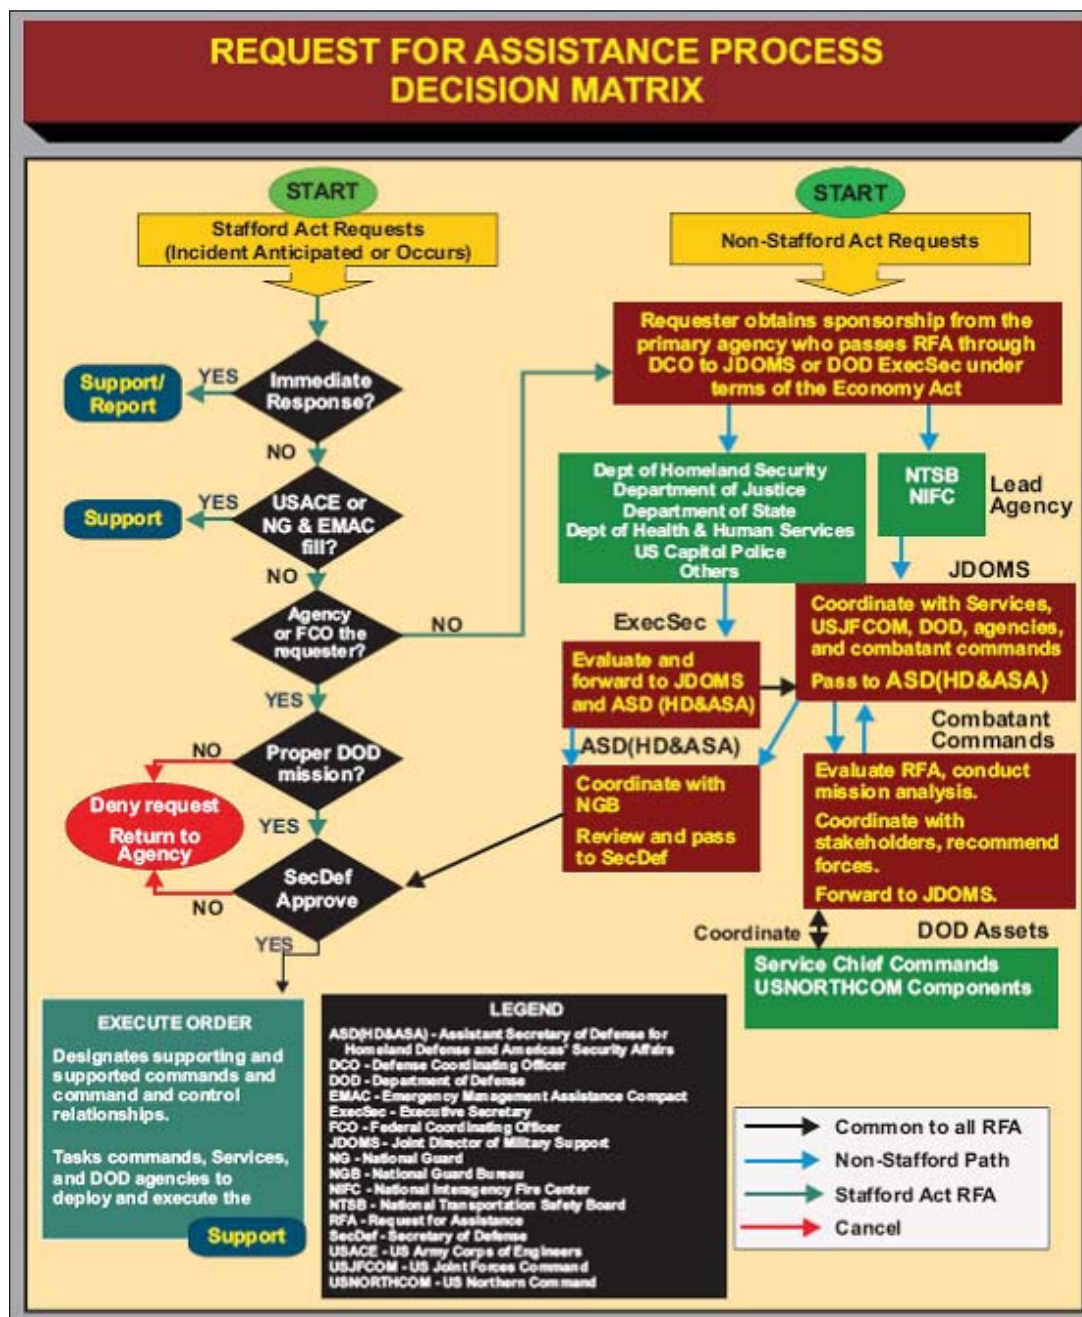 REQUEST FOR ASSISTANCE PROCESS
DECISION MATRIX
START
Stafford Act Requests
(Incident Anticipated or Occurs)
START
Non-Stafford Act Requests
Requester obtains sponsorship from the
primary agency who passes RFA through
DCO to JDOMS or DOD ExecSec under
terms of the Economy Act
Support/
Report
YES
Immediate
Response?
NO
Support
YES
USACE or
NG & EMAC
fill?
NO
Agency
or FCO the
requester?
NO
YES
Dept of Homeland Security
Department of Justice
Department of State
Dept of Health & Human Services
US Capitol Police
Others
NTSB
NIFC
Lead
Agency
ExecSec
Evaluate and
forward to JDOMS
and ASD (HD&ASA)
JDOMS
Coordinate with Services,
USJFCOM, DOD, agencies,
and combatant commands
Pass to ASD(HD&ASA)
NO
Proper DOD
mission?
Deny request
Return to
Agency
YES
ASD(HD&ASA)
Coordinate with
NGB
Review and pass
to SecDef
Combatant
Commands
Evaluate RFA, conduct
mission analysis.
Coordinate with
stakeholders, recommend
forces.
Forward to JDOMS.
SecDef
Approve
NO
YES
Coordinate
DOD Assets
Service Chief Commands
USNORTHCOM Components
EXECUTE ORDER
Designates supporting and
supported commands and
command and control
relationships.
Tasks commands, Services,
and DOD agencies to
deploy and execute the
Support
LEGEND
ASD(HD&ASA) - Assistant Secretary of Defense for
Homeland Defense and Americas' Security Affairs
DCO - Defense Coordinating Officer
DOD - Department of Defense
EMAC - Emergency Management Assistance Compact
ExecSec - Executive Secretary
FCO - Federal Coordinating Officer
JDOMS - Joint Director of Military Support
NG - National Guard
NGB - National Guard Bureau
NIFC - National Interagency Fire Center
NTSB - National Transportation Safety Board
RFA - Request for Assistance
SecDef - Secretary of Defense
USACE - US Army Corps of Engineers
USJFCOM - US Joint Forces Command
USNORTHCOM - US Northern Command
Common to all RFA
Non-Stafford Path
Stafford Act RFA
Cancel